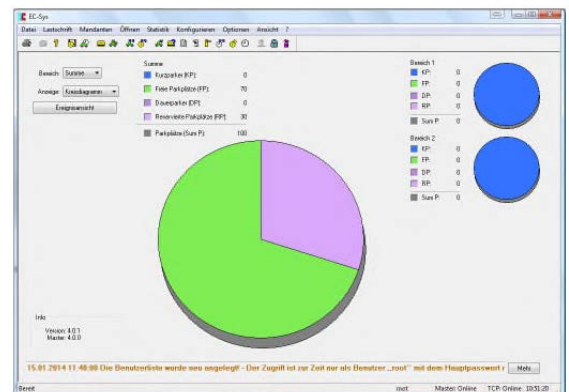 EC-Sys
Datei Lastschrift Mandanten Öffnen Statistik Konfigurieren Optionen Ansicht ?
Bereich: Summe
Anzeige: Kreisdiagramm
Ereignisansicht
Summe
Kurzparker (KP): 0
Freie Parkplätze (FP): 70
Dauerparker (DP): 0
Reservierte Parkplätze (RP): 30
Parkplätze (Sum P): 100
Bereich 1
KP: 0
FP: 0
DP: 0
RP: 0
Sum P: 0
Bereich 2
KP: 0
FP: 0
DP: 0
RP: 0
Sum P: 0
Info
Version: 4.0.1
Master: 4.0.0
15.01.2014 11:48:08 Die Benutzerliste wurde neu angelegt! - Der Zugriff ist zur Zeit nur als Benutzer „root" mit dem Hauptpasswort r
Mehr
Bereit root Master: Online TCP: Online 10:51:20